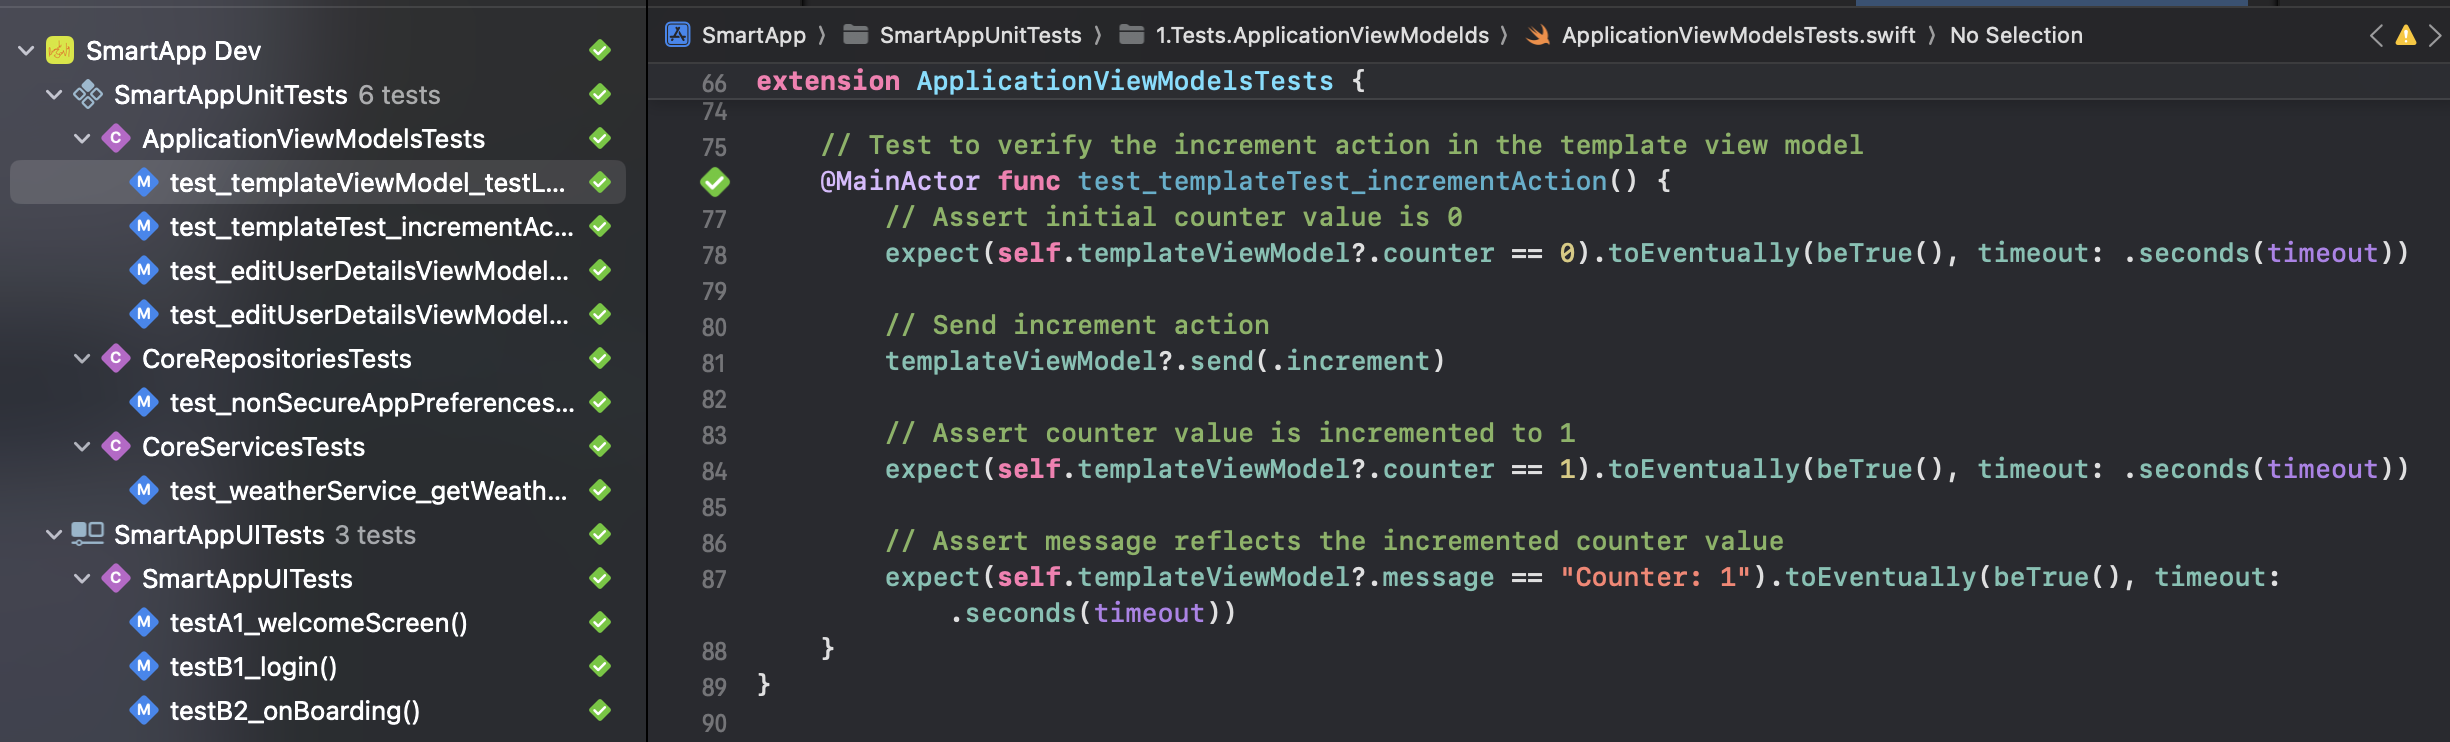 SmartApp Dev
SmartAppUnitTests 6 tests
C ApplicationViewModelsTests
M test_templateViewModel_testL...
M test_templateTest_incrementAc...
M test_editUserDetailsViewModel...
M test_editUserDetailsViewModel...
C CoreRepositoriesTests
M test_nonSecureAppPreferences...
C CoreServicesTests
M test_weatherService_getWeath...
SmartAppUITests 3 tests
C SmartAppUITests
M testA1_welcomeScreen()
M testB1_login()
M testB2_onBoarding()
SmartApp 〉 SmartAppUnitTests 〉 1.Tests.ApplicationViewModelds 〉 ApplicationViewModelsTests.swift 〉 No Selection
66 extension ApplicationViewModelsTests {
74
75 // Test to verify the increment action in the template view model
@MainActor func test_templateTest_incrementAction() {
77 // Assert initial counter value is 0
78 expect(self.templateViewModel?.counter == 0).toEventually(beTrue(), timeout: .seconds(timeout))
79
80 // Send increment action
81 templateViewModel?.send(.increment)
82
83 // Assert counter value is incremented to 1
84 expect(self.templateViewModel?.counter == 1).toEventually(beTrue(), timeout: .seconds(timeout))
85
86 // Assert message reflects the incremented counter value
87 expect(self.templateViewModel?.message == "Counter: 1").toEventually(beTrue(), timeout:
.seconds(timeout))
88 }
89 }
90